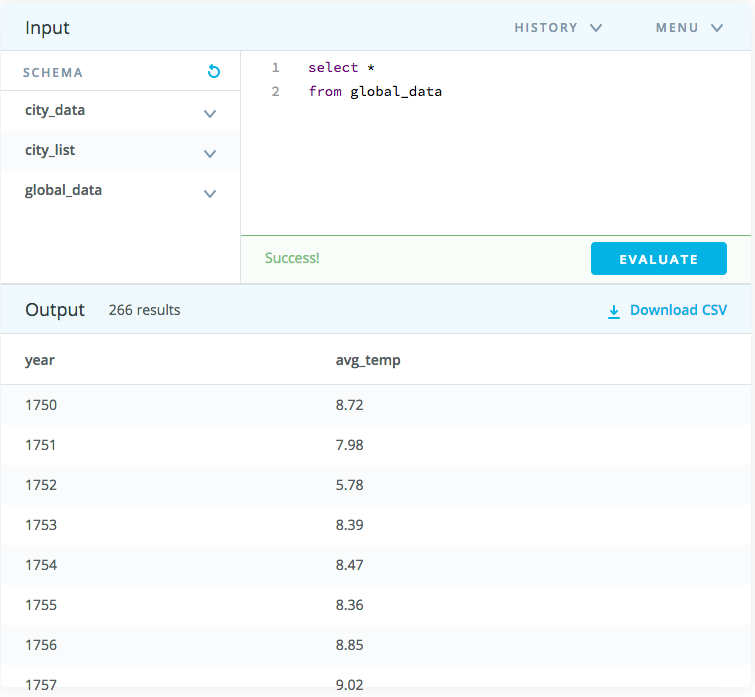 Input HISTORY MENU
SCHEMA
city_data
city_list
global_data
1 select *
2 from global_data
Success! EVALUATE
Output 266 results Download CSV
year avg_temp
1750 8.72
1751 7.98
1752 5.78
1753 8.39
1754 8.47
1755 8.36
1756 8.85
1757 9.02